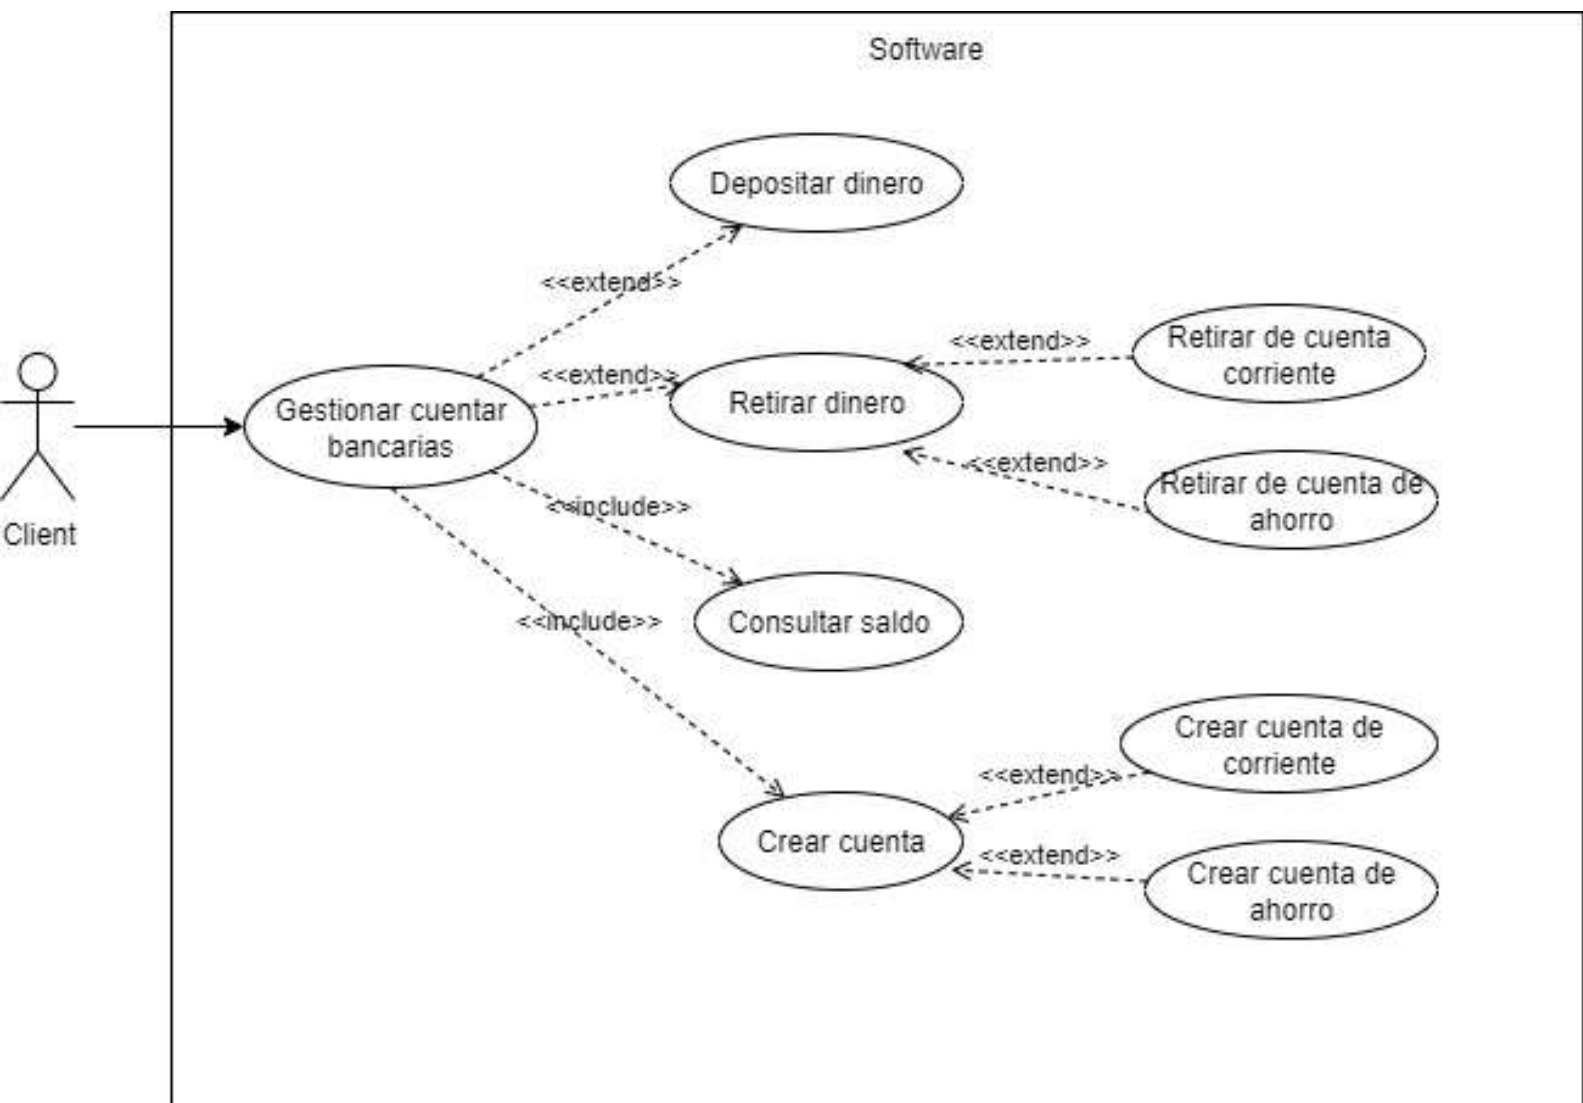 Software
Depositar dinero
<<extend>>
<<extend>>
Retirar de cuenta
corriente
<<extend>>
Gestionar cuentar
bancarias
Retirar dinero
<<extend>>
Retirar de cuenta de
ahorro
<<include>>
Client
<<include>>
Consultar saldo
Crear cuenta de
corriente
<<extend>>
Crear cuenta
<<extend>>
Crear cuenta de
ahorro